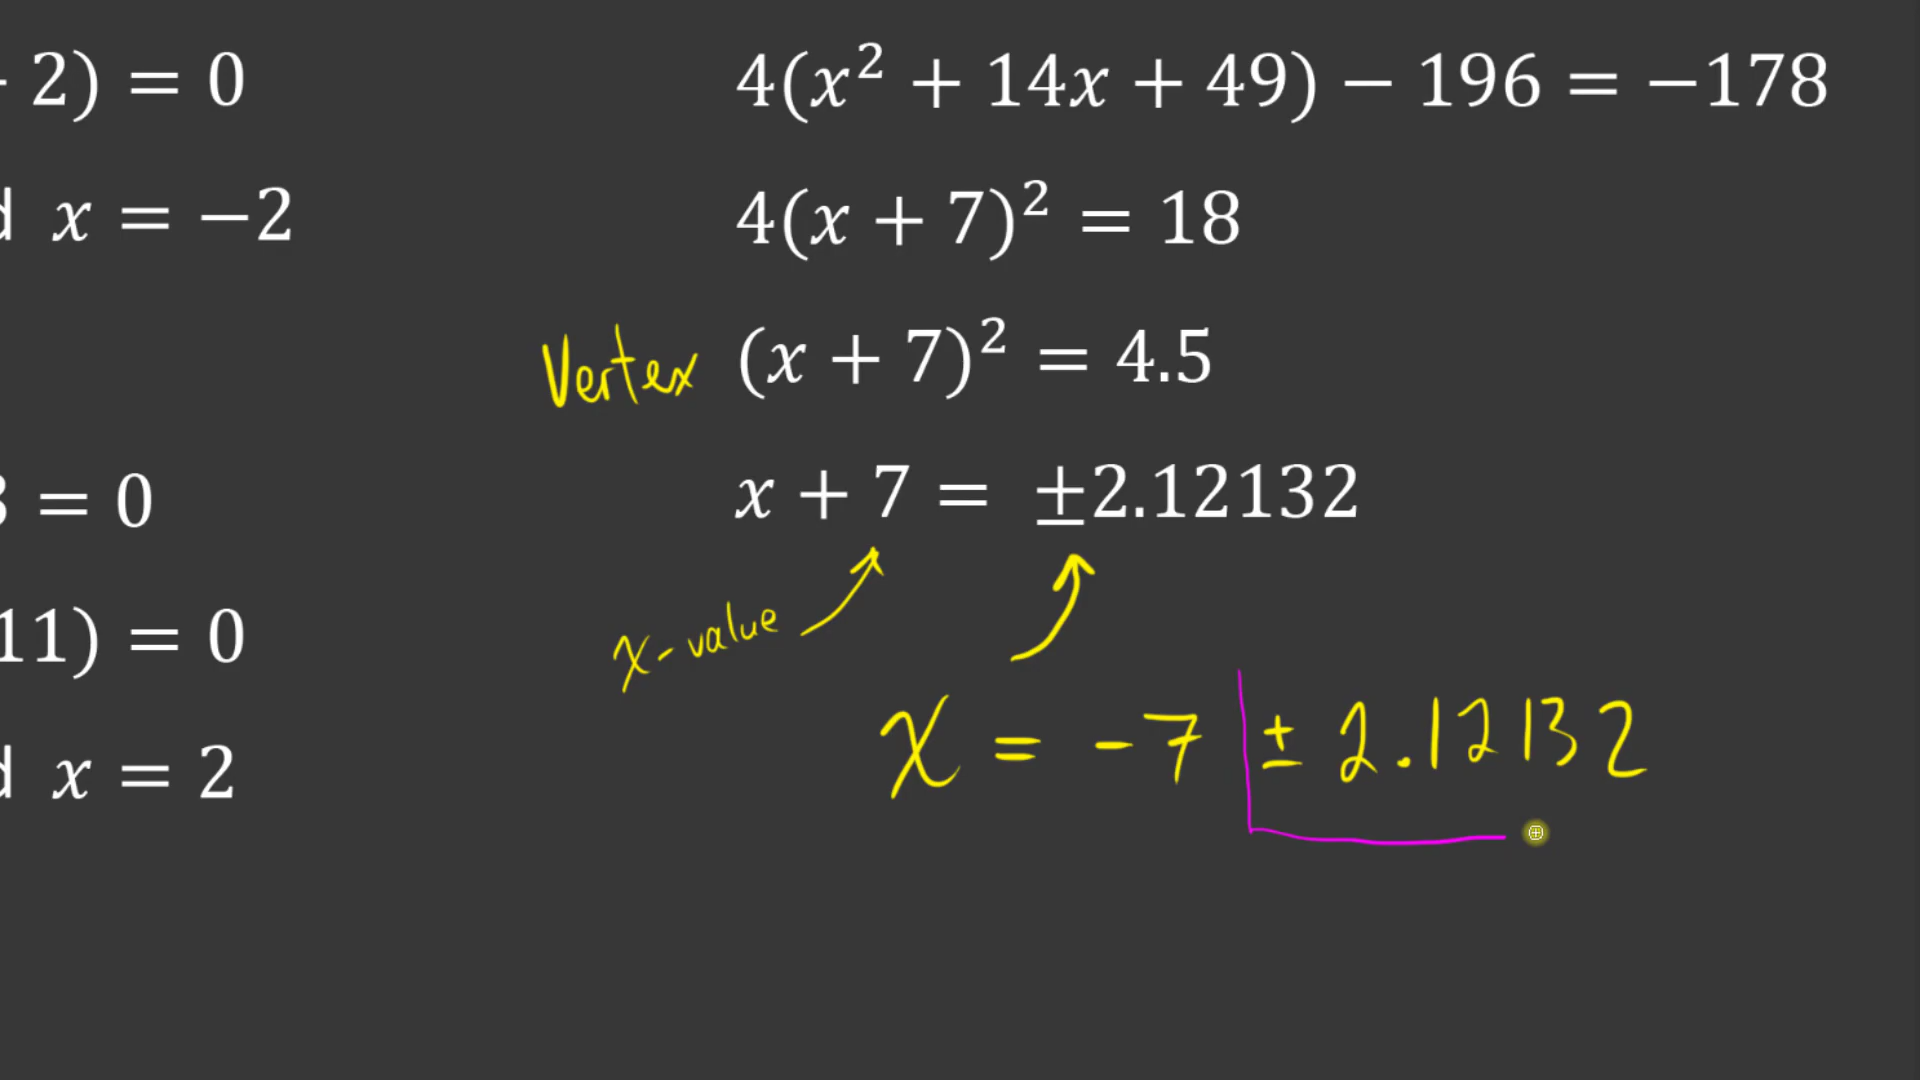 - 2) = 0
d x = −2
3 = 0
11) = 0
d x = 2
4(x² + 14x + 49) − 196 = −178
4(x + 7)² = 18
Vertex (x + 7)² = 4.5
x + 7 = ±2.12132
x-value
x = -7 ± 2.12132